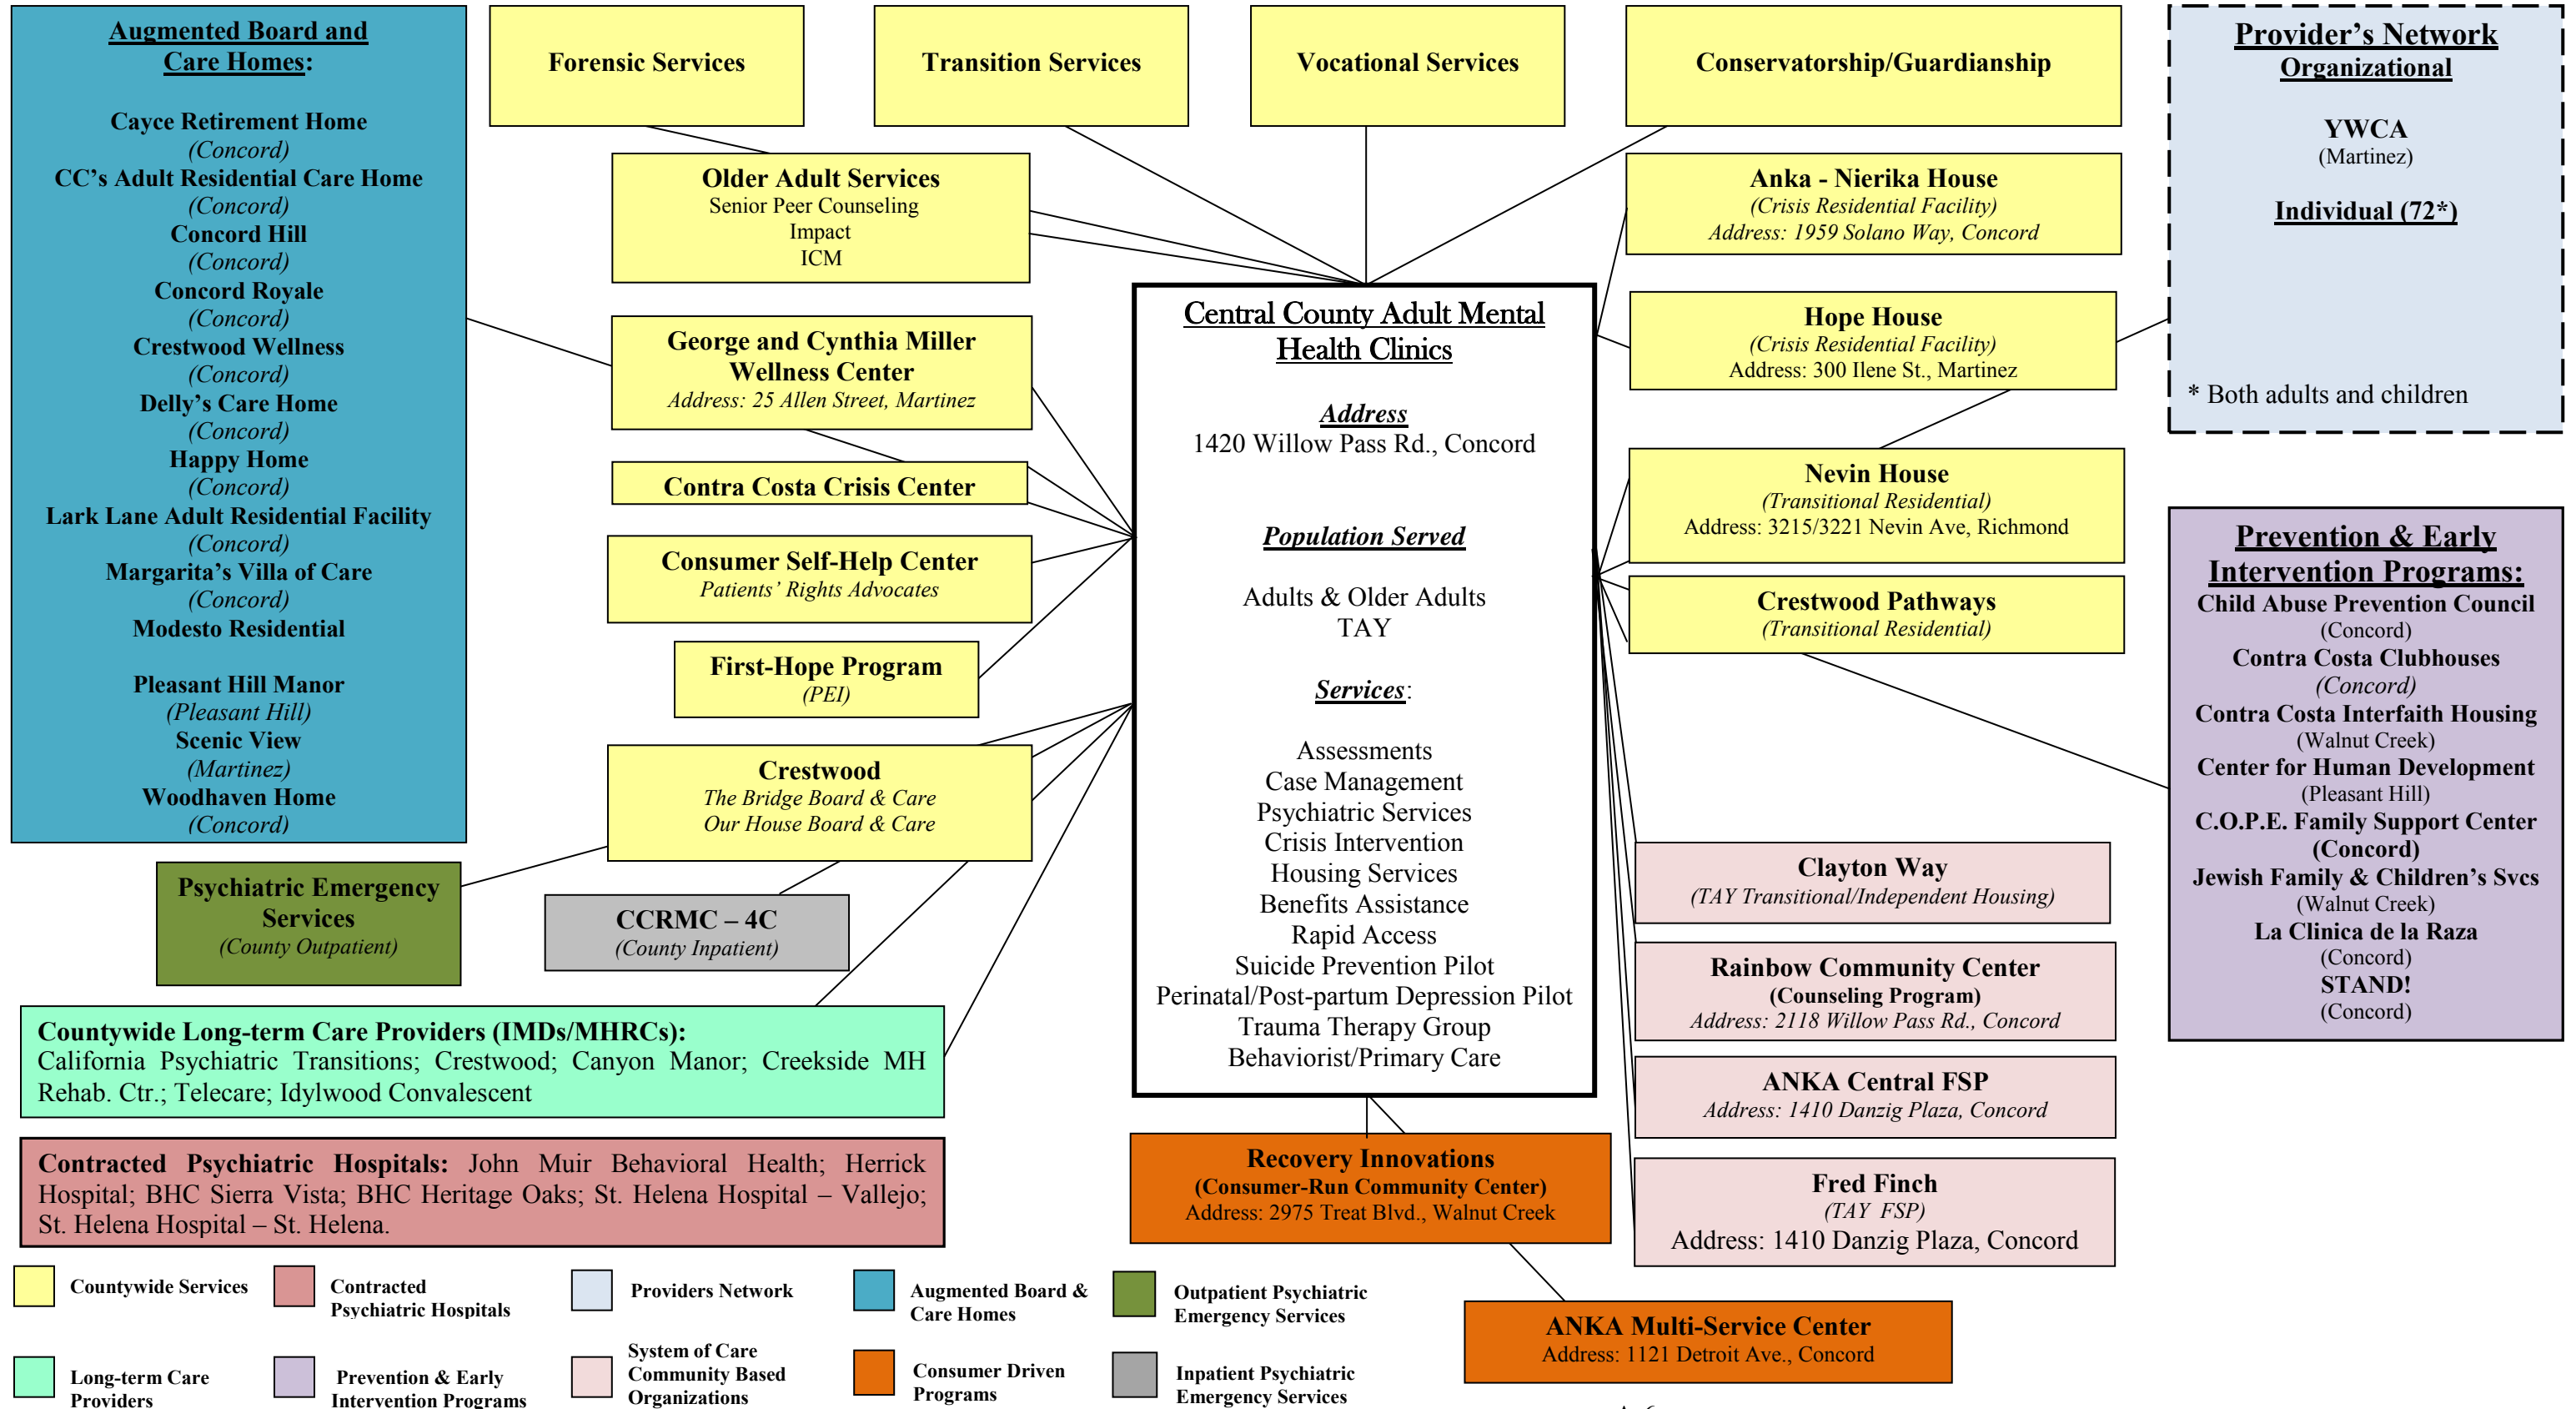 Augmented Board and
Care Homes:
Cayce Retirement Home
(Concord)
CC's Adult Residential Care Home
(Concord)
Concord Hill
(Concord)
Concord Royale
(Concord)
Crestwood Wellness
(Concord)
Delly's Care Home
(Concord)
Happy Home
(Concord)
Lark Lane Adult Residential Facility
(Concord)
Margarita's Villa of Care
(Concord)
Modesto Residential
Pleasant Hill Manor
(Pleasant Hill)
Scenic View
(Martinez)
Woodhaven Home
(Concord)
Forensic Services
Transition Services
Vocational Services
Conservatorship/Guardianship
Older Adult Services
Senior Peer Counseling
Impact
ICM
George and Cynthia Miller
Wellness Center
Address: 25 Allen Street, Martinez
Contra Costa Crisis Center
Consumer Self-Help Center
Patients' Rights Advocates
First-Hope Program
(PEI)
Crestwood
The Bridge Board & Care
Our House Board & Care
Psychiatric Emergency
Services
(County Outpatient)
CCRMC – 4C
(County Inpatient)
Countywide Long-term Care Providers (IMDs/MHRCs):
California Psychiatric Transitions; Crestwood; Canyon Manor; Creekside MH
Rehab. Ctr.; Telecare; Idylwood Convalescent
Contracted Psychiatric Hospitals: John Muir Behavioral Health; Herrick
Hospital; BHC Sierra Vista; BHC Heritage Oaks; St. Helena Hospital – Vallejo;
St. Helena Hospital – St. Helena.
Central County Adult Mental
Health Clinics
Address
1420 Willow Pass Rd., Concord
Population Served
Adults & Older Adults
TAY
Services:
Assessments
Case Management
Psychiatric Services
Crisis Intervention
Housing Services
Benefits Assistance
Rapid Access
Suicide Prevention Pilot
Perinatal/Post-partum Depression Pilot
Trauma Therapy Group
Behaviorist/Primary Care
Recovery Innovations
(Consumer-Run Community Center)
Address: 2975 Treat Blvd., Walnut Creek
ANKA Multi-Service Center
Address: 1121 Detroit Ave., Concord
Anka - Nierika House
(Crisis Residential Facility)
Address: 1959 Solano Way, Concord
Hope House
(Crisis Residential Facility)
Address: 300 Ilene St., Martinez
Nevin House
(Transitional Residential)
Address: 3215/3221 Nevin Ave, Richmond
Crestwood Pathways
(Transitional Residential)
Clayton Way
(TAY Transitional/Independent Housing)
Rainbow Community Center
(Counseling Program)
Address: 2118 Willow Pass Rd., Concord
ANKA Central FSP
Address: 1410 Danzig Plaza, Concord
Fred Finch
(TAY FSP)
Address: 1410 Danzig Plaza, Concord
Provider's Network
Organizational
YWCA
(Martinez)
Individual (72*)
* Both adults and children
Prevention & Early
Intervention Programs:
Child Abuse Prevention Council
(Concord)
Contra Costa Clubhouses
(Concord)
Contra Costa Interfaith Housing
(Walnut Creek)
Center for Human Development
(Pleasant Hill)
C.O.P.E. Family Support Center
(Concord)
Jewish Family & Children's Svcs
(Walnut Creek)
La Clinica de la Raza
(Concord)
STAND!
(Concord)
Countywide Services
Contracted
Psychiatric Hospitals
Providers Network
Augmented Board &
Care Homes
Outpatient Psychiatric
Emergency Services
Long-term Care
Providers
Prevention & Early
Intervention Programs
System of Care
Community Based
Organizations
Consumer Driven
Programs
Inpatient Psychiatric
Emergency Services